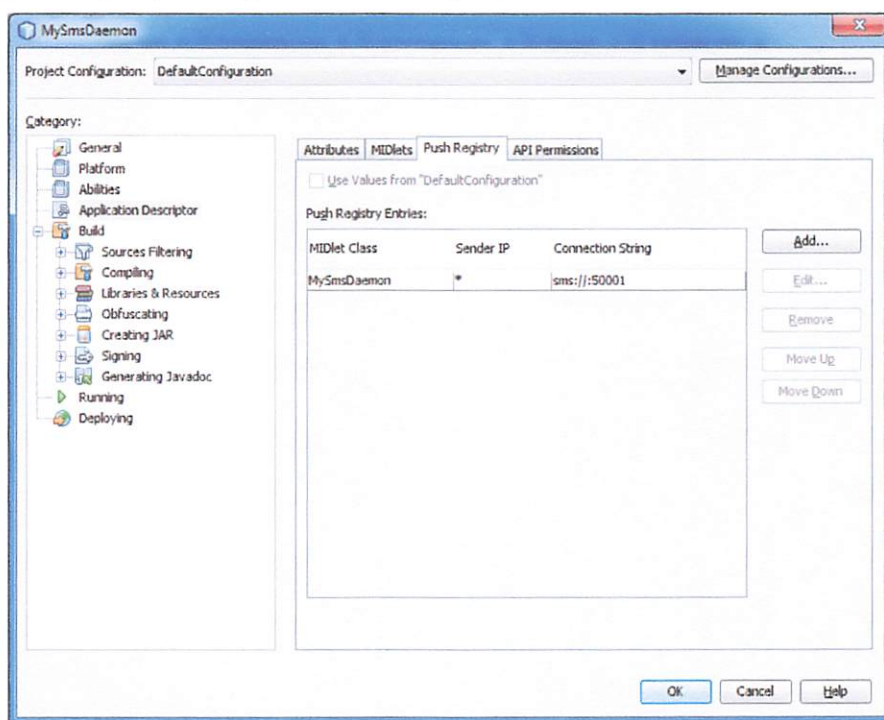 MySmsDaemon
Project Configuration: DefaultConfiguration Manage Configurations...
Category:
General
Platform
Abilities
Application Descriptor
Build
Sources Filtering
Compiling
Libraries & Resources
Obfuscating
Creating JAR
Signing
Generating Javadoc
Running
Deploying
Attributes MIDlets Push Registry API Permissions
Use Values from "DefaultConfiguration"
Push Registry Entries:
MIDlet Class Sender IP Connection String
MySmsDaemon * sms://:50001
Add...
Edit...
Remove
Move Up
Move Down
OK Cancel Help